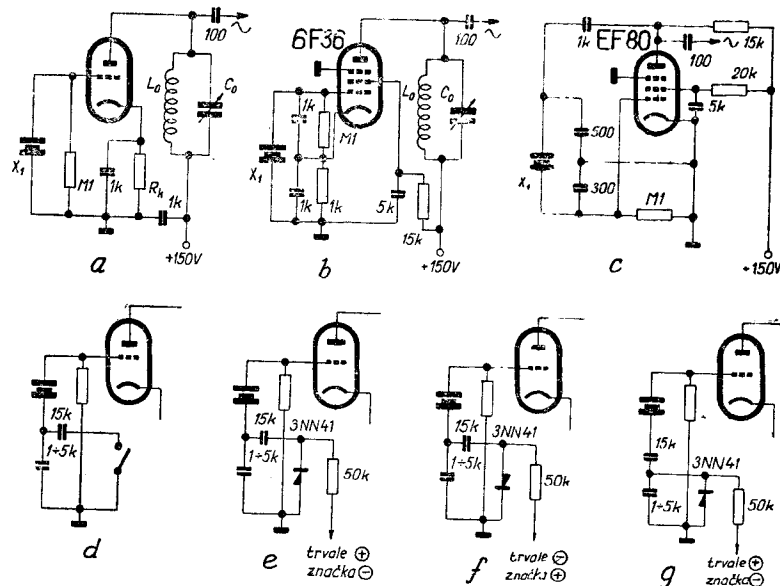 100
L₀
C₀
X₁
M1
1k
Rₖ
1k
+150V
a
6F36
100
L₀
C₀
1k
M1
X₁
1k
1k
5k
15k
+150V
b
1k
EF80
15k
100
20k
5k
500
X₁
300
M1
+150V
c
15k
1÷5k
d
15k
3NN41
1÷5k
50k
trvale ⊕
značka ⊖
e
15k
3NN41
1÷5k
50k
trvale ⊖
značka ⊕
f
15k
3NN41
1÷5k
50k
trvale ⊕
značka ⊖
g